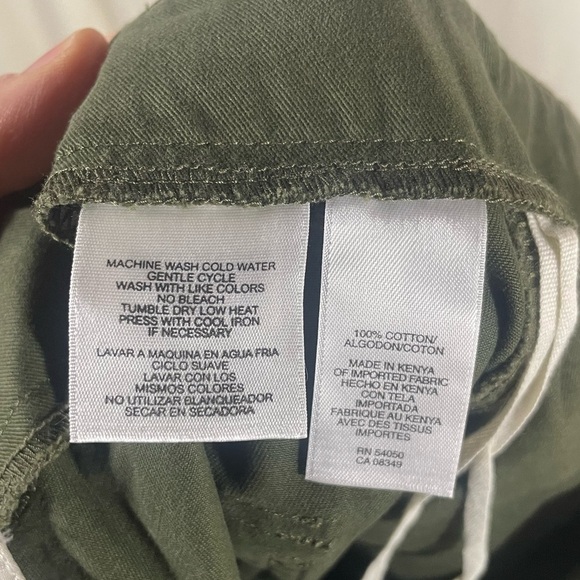 MACHINE WASH COLD WATER
GENTLE CYCLE
WASH WITH LIKE COLORS
NO BLEACH
TUMBLE DRY LOW HEAT
PRESS WITH COOL IRON
IF NECESSARY
LAVAR A MAQUINA EN AGUA FRIA
CICLO SUAVE
LAVAR CON LOS
MISMOS COLORES
NO UTILIZAR BLANQUEADOR
SECAR EN SECADORA
100% COTTON/
ALGODON/COTON
MADE IN KENYA
OF IMPORTED FABRIC
HECHO EN KENYA
CON TELA
IMPORTADA
FABRIQUE AU KENYA
AVEC DES TISSUS
IMPORTES
RN 54050
CA 08349